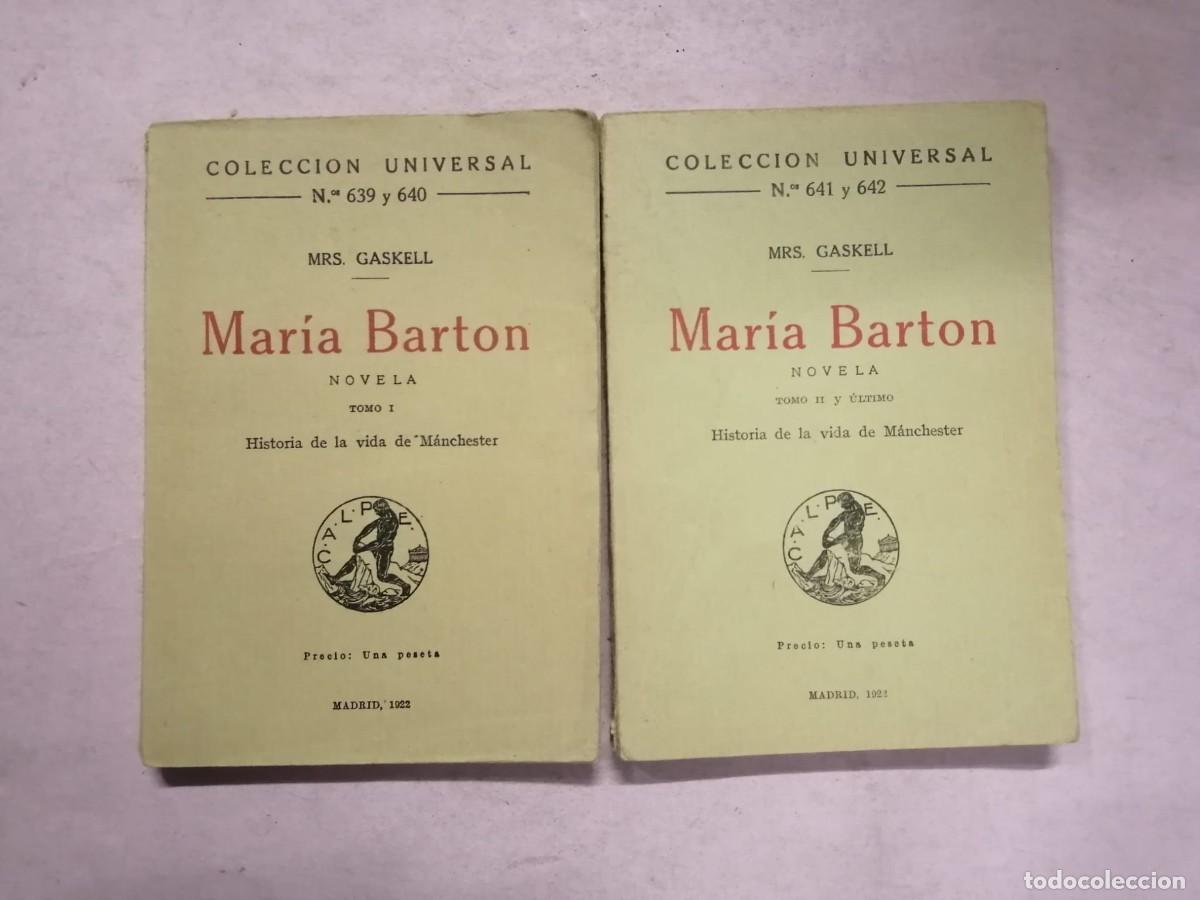 COLECCION UNIVERSAL
N.os 639 y 640
MRS. GASKELL
María Barton
NOVELA
TOMO I
Historia de la vida de Mánchester
C·A·L·P·E·
Precio: Una peseta
MADRID, 1922
COLECCION UNIVERSAL
N.os 641 y 642
MRS. GASKELL
María Barton
NOVELA
TOMO II y ÚLTIMO
Historia de la vida de Mánchester
C·A·L·P·E·
Precio: Una peseta
MADRID, 1922
todocoleccion